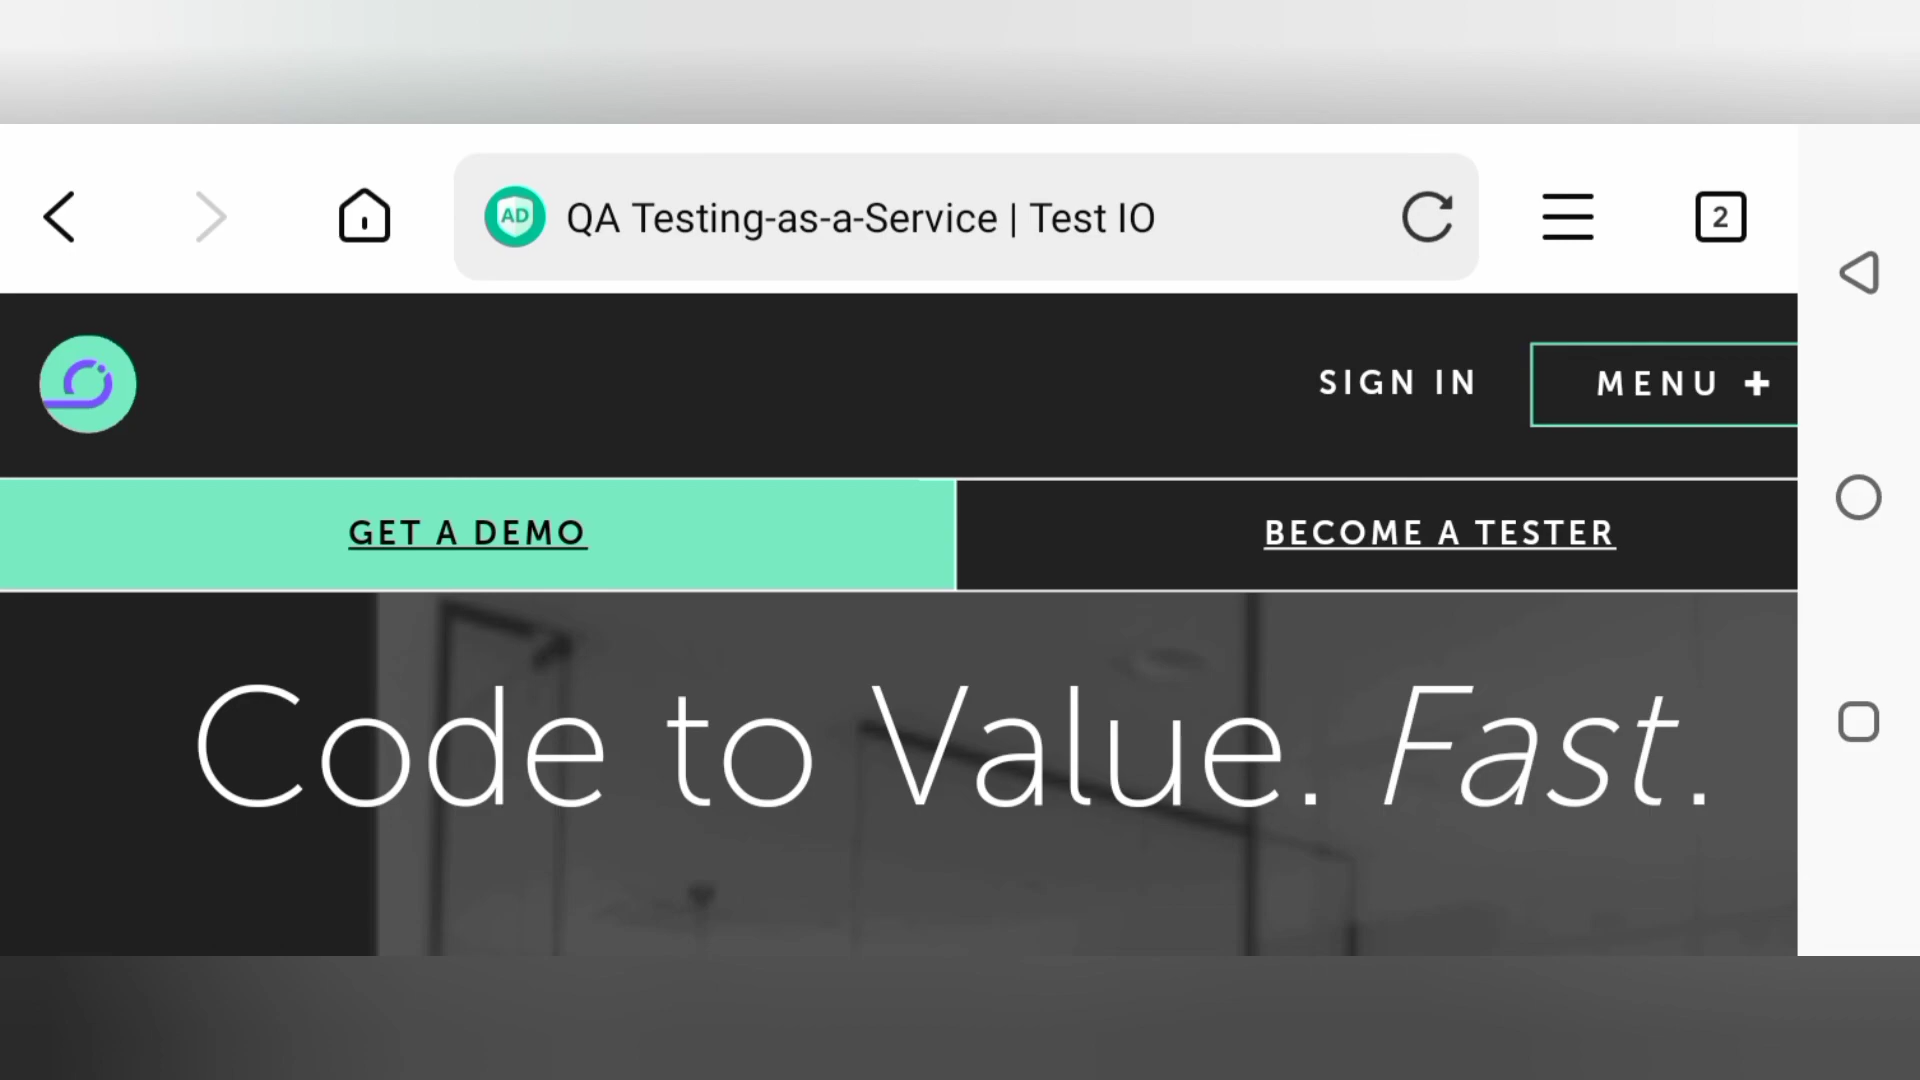 AD QA Testing-as-a-Service | Test IO
2
SIGN IN
MENU +
GET A DEMO
BECOME A TESTER
Code to Value. Fast.